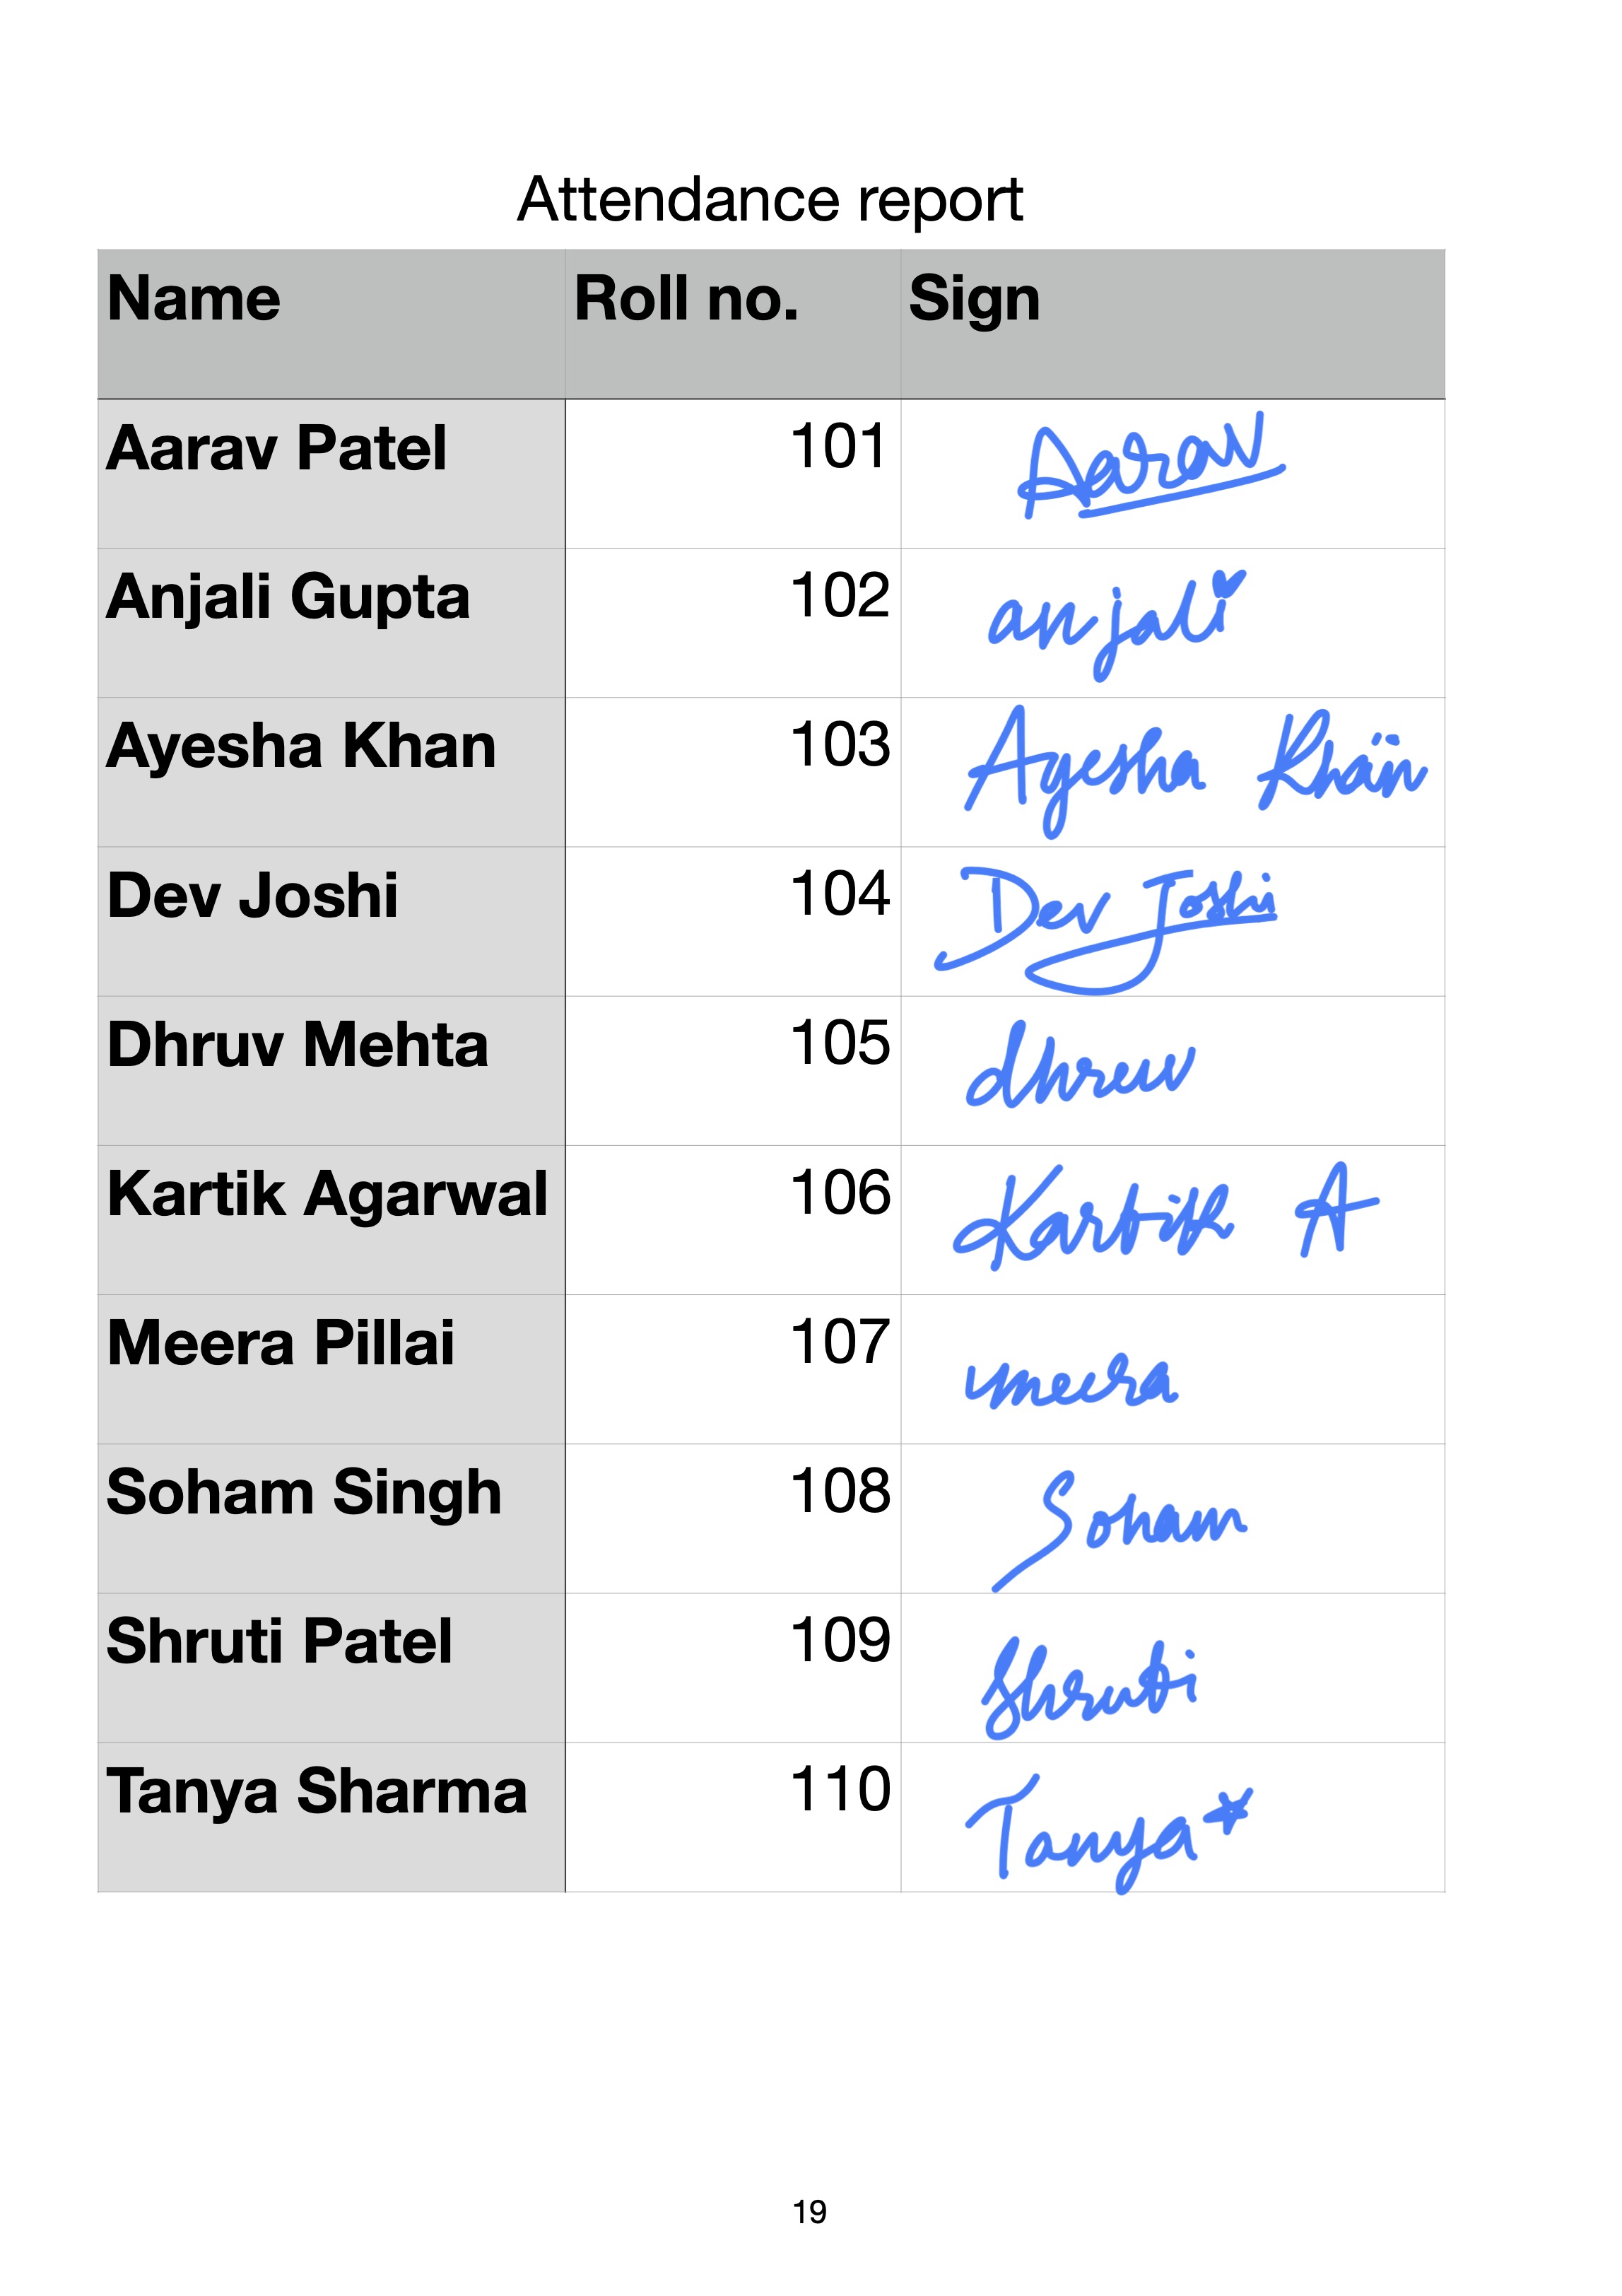 Attendance report
Name Roll no. Sign
Aarav Patel 101 Aarav
Anjali Gupta 102 anjali
Ayesha Khan 103 Ayesha Khan
Dev Joshi 104 Dev Joshi
Dhruv Mehta 105 dhruv
Kartik Agarwal 106 Kartik A
Meera Pillai 107 meera
Soham Singh 108 Soham
Shruti Patel 109 Shruti
Tanya Sharma 110 Tanya*
19